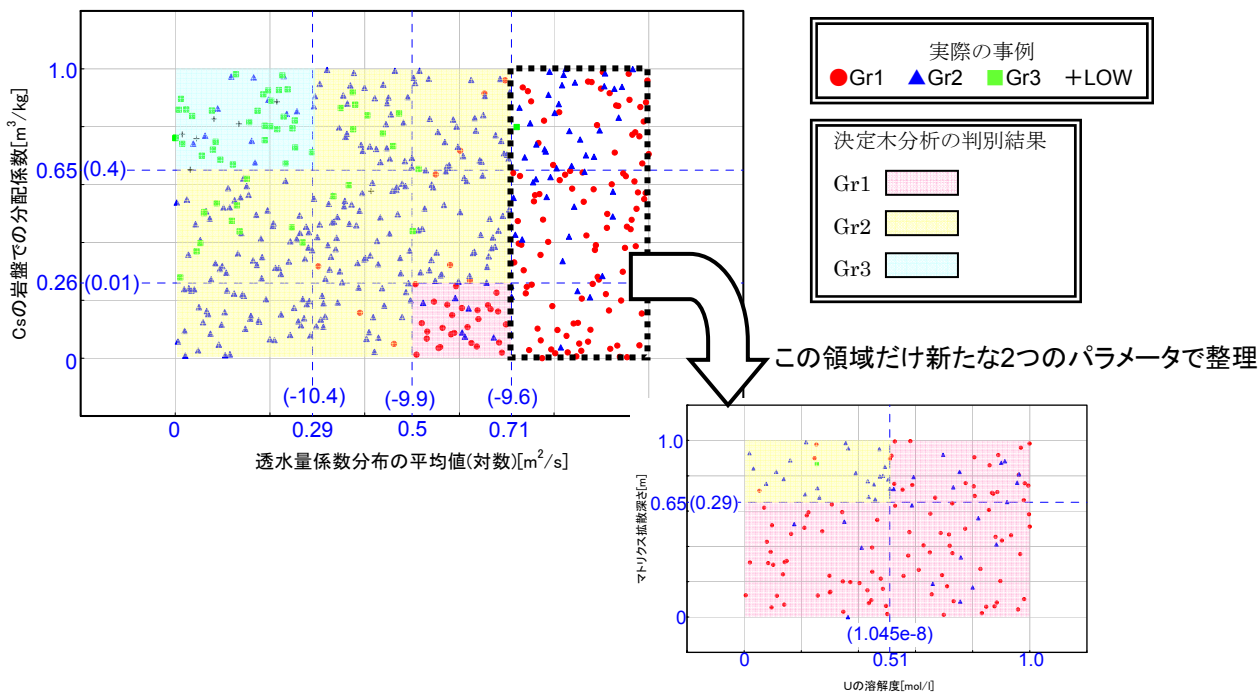 Csの岩盤での分配係数[m³/kg]
1.0
0.65(0.4)
0.26(0.01)
0
(-10.4)
(-9.9)
(-9.6)
0
0.29
0.5
0.71
透水量係数分布の平均値(対数)[m²/s]
実際の事例
Gr1 Gr2 Gr3 +LOW
決定木分析の判別結果
Gr1
Gr2
Gr3
この領域だけ新たな2つのパラメータで整理
マトリクス拡散深さ[m]
1.0
0.65(0.29)
0
(1.045e-8)
0
0.51
1.0
Uの溶解度[mol/l]